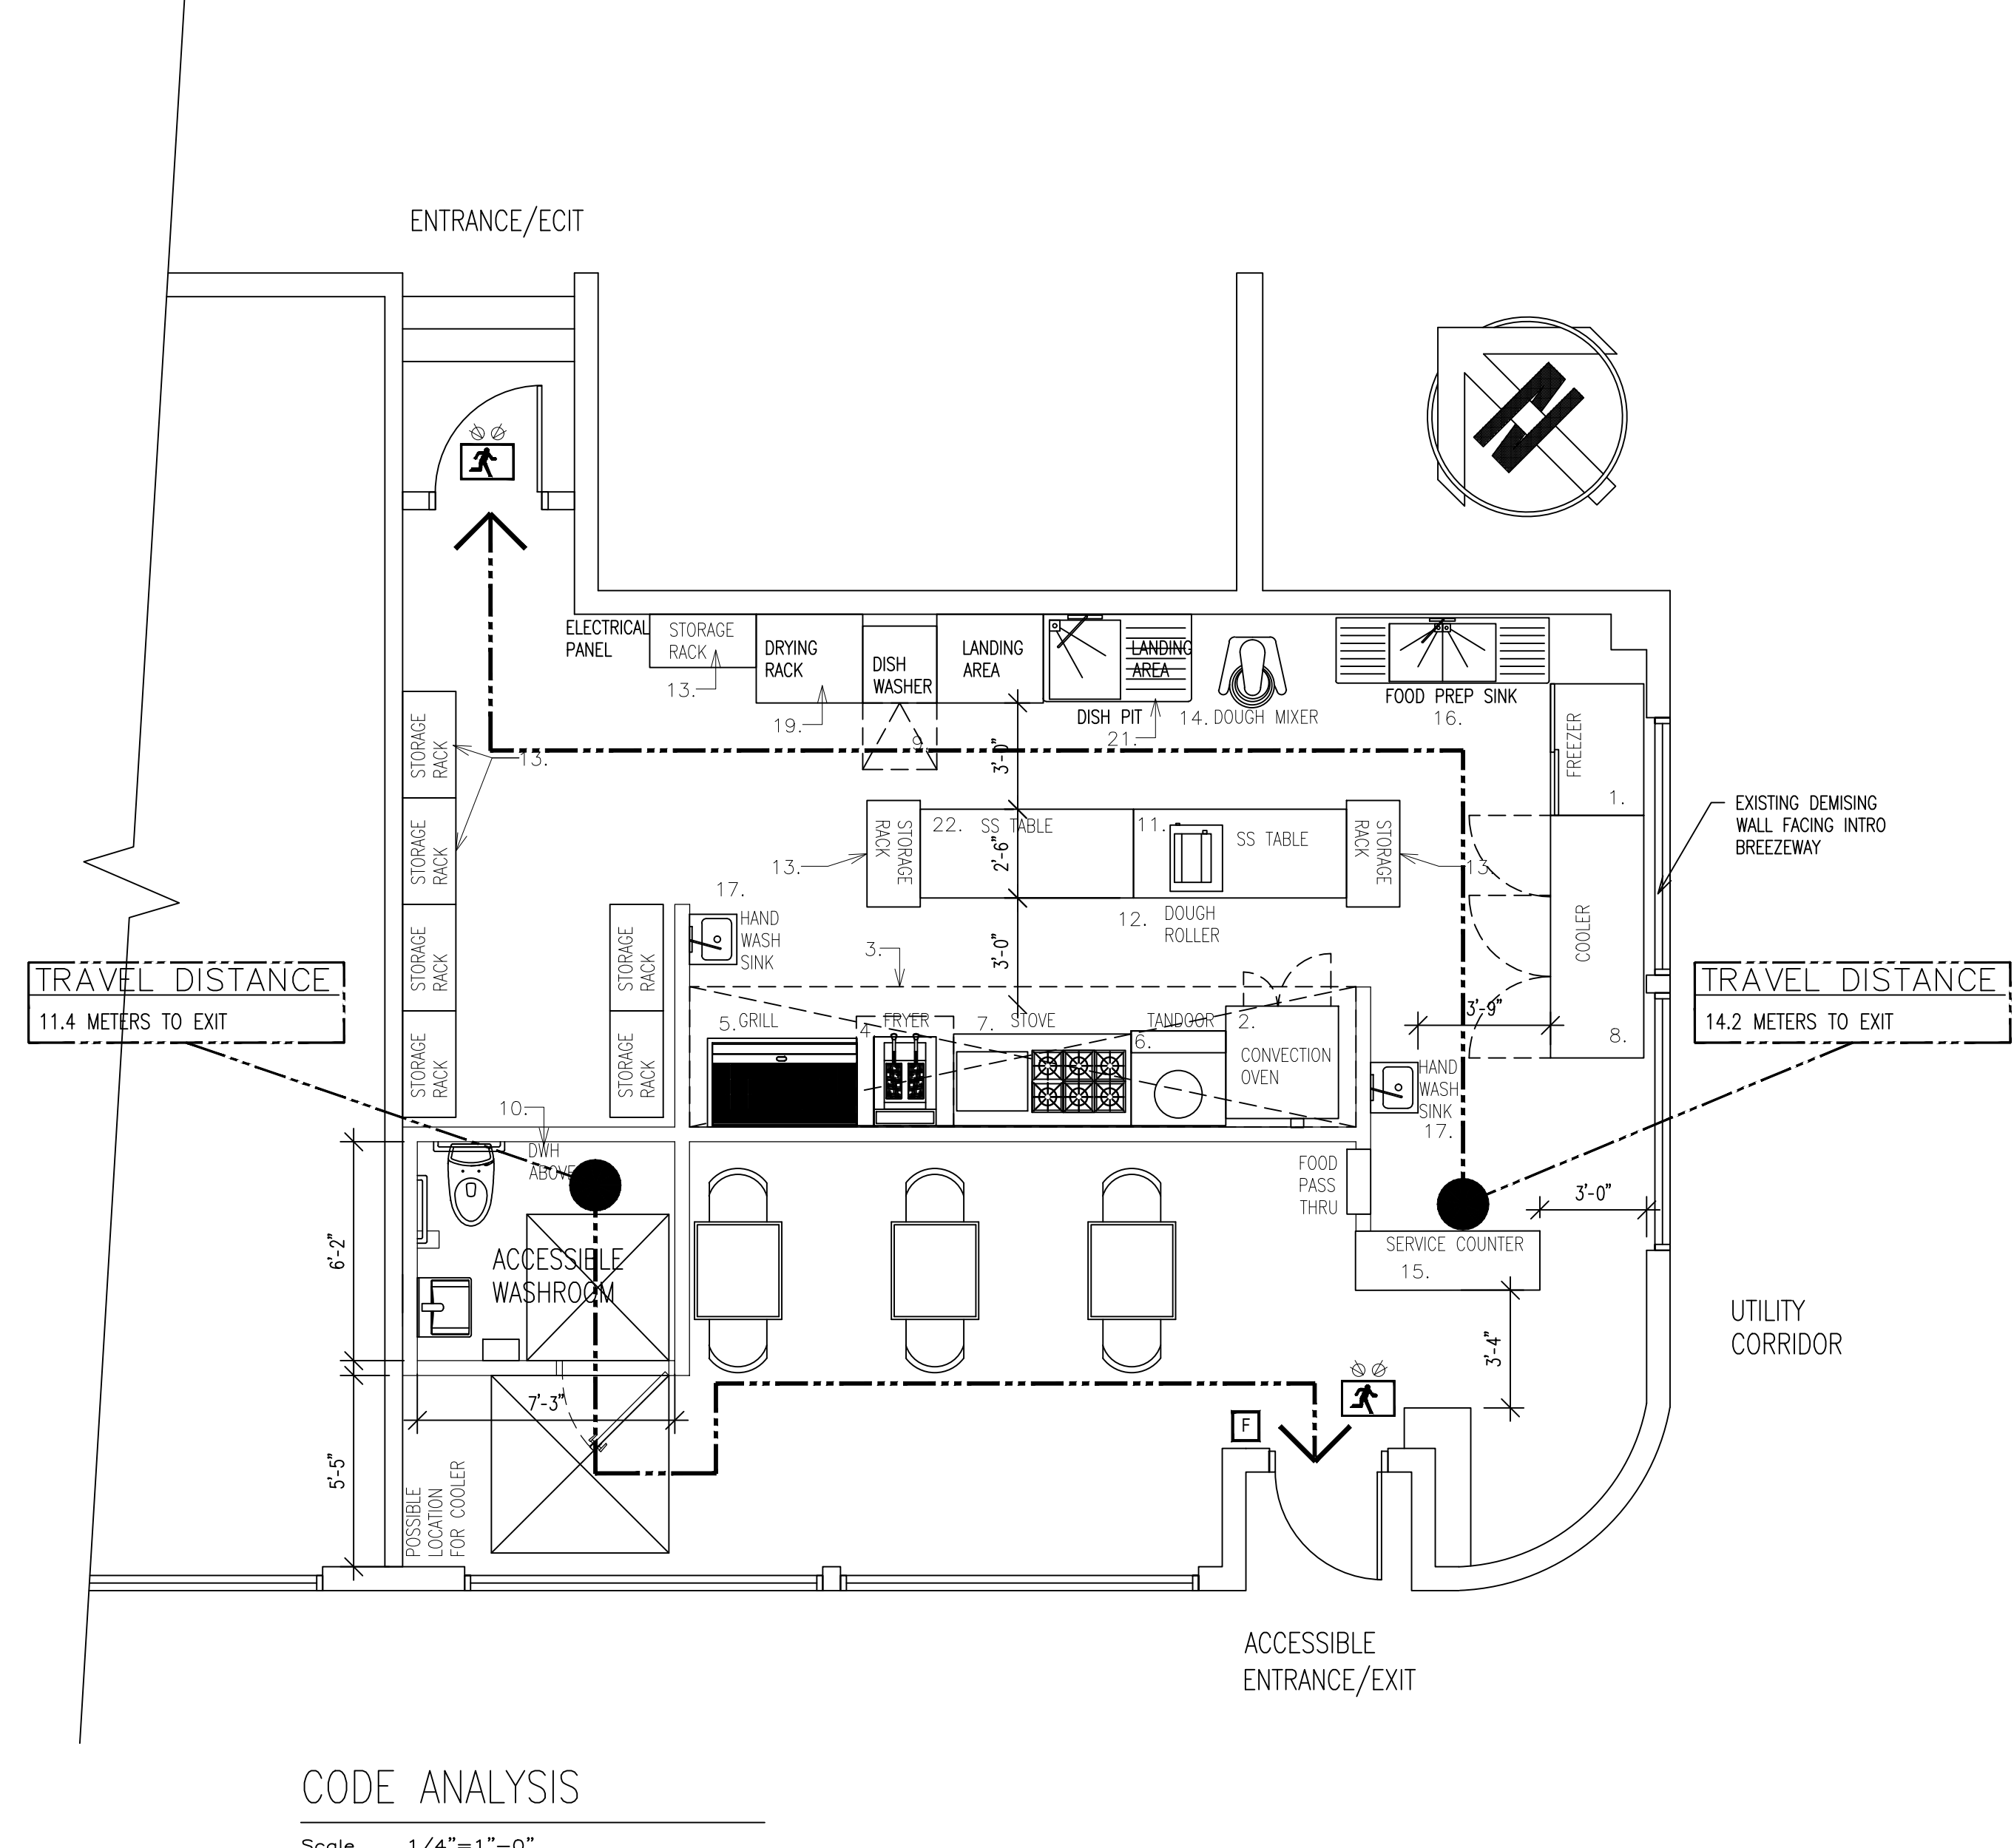 ENTRANCE/ECIT
ELECTRICAL
PANEL
STORAGE
RACK
13.
DRYING
RACK
19.
DISH
WASHER
9.
LANDING
AREA
LANDING
AREA
DISH PIT
21.
14. DOUGH MIXER
FOOD PREP SINK
16.
FREEZER
1.
STORAGE
RACK
13.
STORAGE
RACK
STORAGE
RACK
STORAGE
RACK
STORAGE
RACK
STORAGE
RACK
3'-0"
2'-6"
3'-0"
STORAGE
RACK
13.
22. SS TABLE
11.
SS TABLE
STORAGE
RACK
13.
12. DOUGH
ROLLER
17.
HAND
WASH
SINK
3.
COOLER
8.
3'-9"
EXISTING DEMISING
WALL FACING INTRO
BREEZEWAY
TRAVEL DISTANCE
11.4 METERS TO EXIT
TRAVEL DISTANCE
14.2 METERS TO EXIT
5. GRILL
4.
FRYER
7. STOVE
TANDOOR
6.
2.
CONVECTION
OVEN
HAND
WASH
SINK
17.
10.
DWH
ABOVE
FOOD
PASS
THRU
3'-0"
SERVICE COUNTER
15.
6'-2"
ACCESSIBLE
WASHROOM
3'-4"
UTILITY
CORRIDOR
7'-3"
5'-5"
POSSIBLE
LOCATION
FOR COOLER
F
ACCESSIBLE
ENTRANCE/EXIT
CODE ANALYSIS
Scale 1/4"=1"-0"